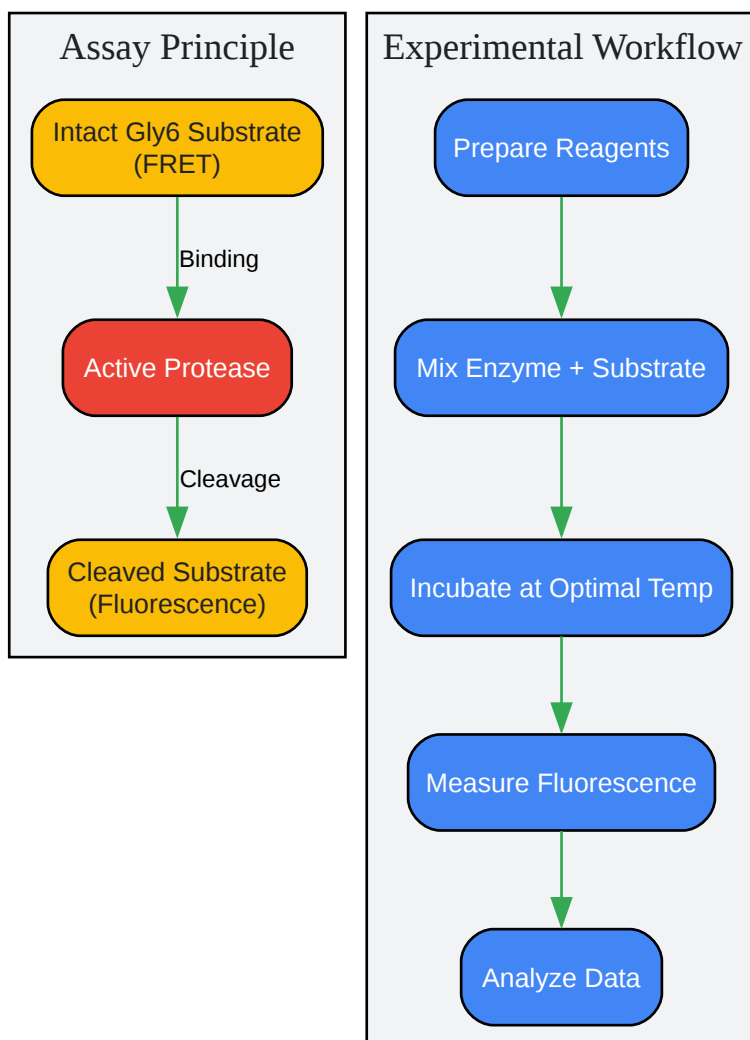 Assay Principle
Intact Gly6 Substrate
(FRET)
Binding
Active Protease
Cleavage
Cleaved Substrate
(Fluorescence)
Experimental Workflow
Prepare Reagents
Mix Enzyme + Substrate
Incubate at Optimal Temp
Measure Fluorescence
Analyze Data